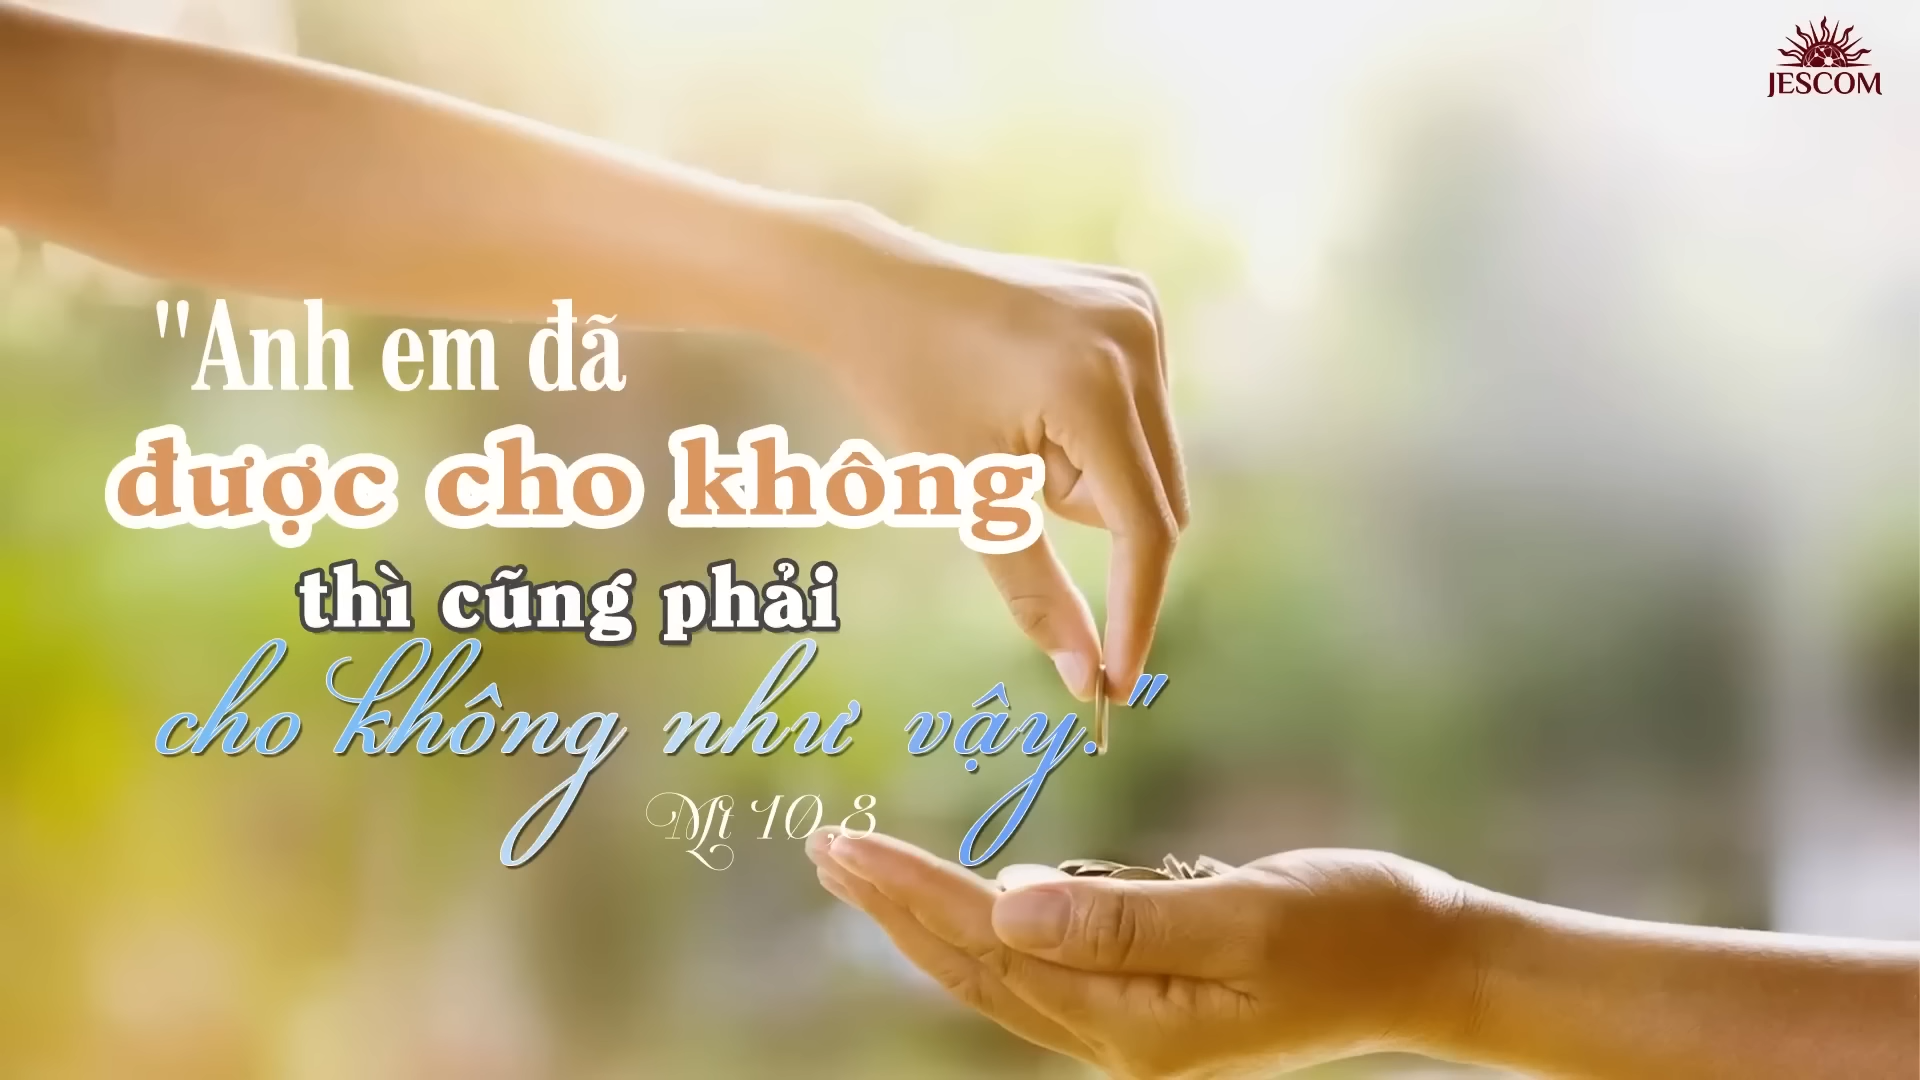 JESCOM
"Anh em đã
được cho không
thì cũng phải
cho không như vậy."
Mt 10,8